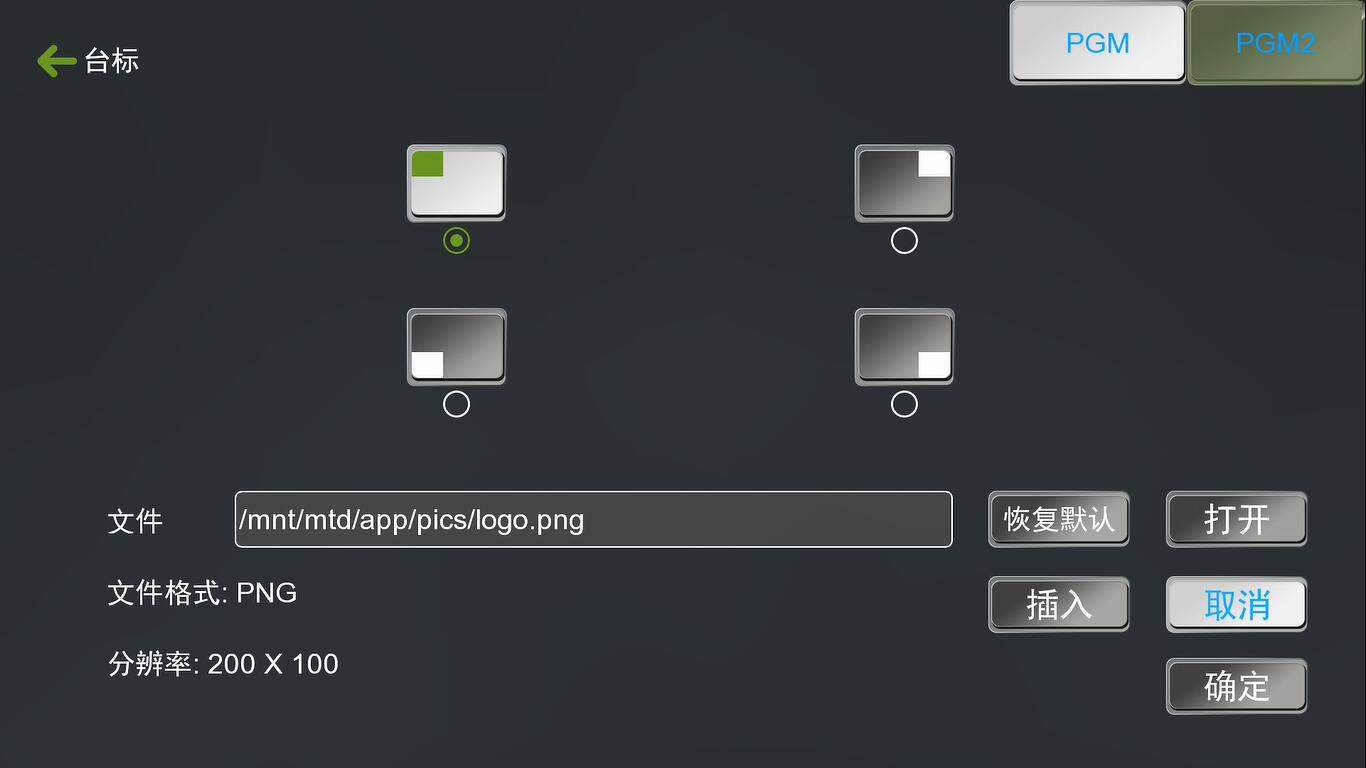 台标
PGM
PGM2
文件
/mnt/mtd/app/pics/logo.png
恢复默认
打开
文件格式: PNG
插入
取消
分辨率: 200 X 100
确定